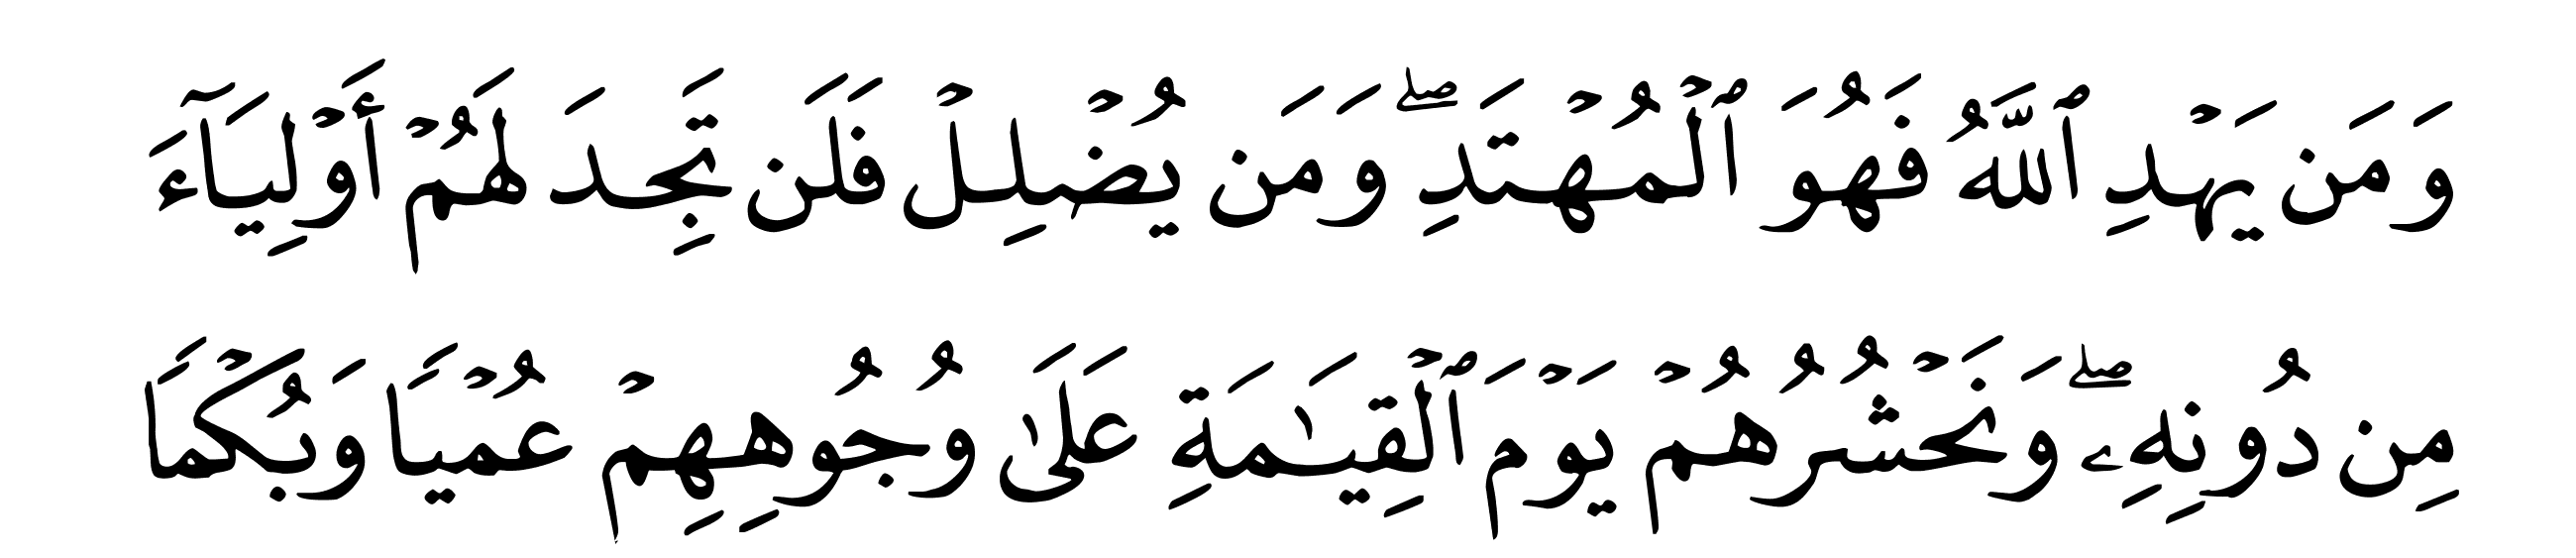 وَمَن يَهْدِ ٱللَّهُ فَهُوَ ٱلْمُهْتَدِ ۖ وَمَن يُضْلِلْ فَلَن تَجِدَ لَهُمْ أَوْلِيَآءَ
مِن دُونِهِۦ ۖ وَنَحْشُرُهُمْ يَوْمَ ٱلْقِيَـٰمَةِ عَلَىٰ وُجُوهِهِمْ عُمْيًا وَبُكْمًا